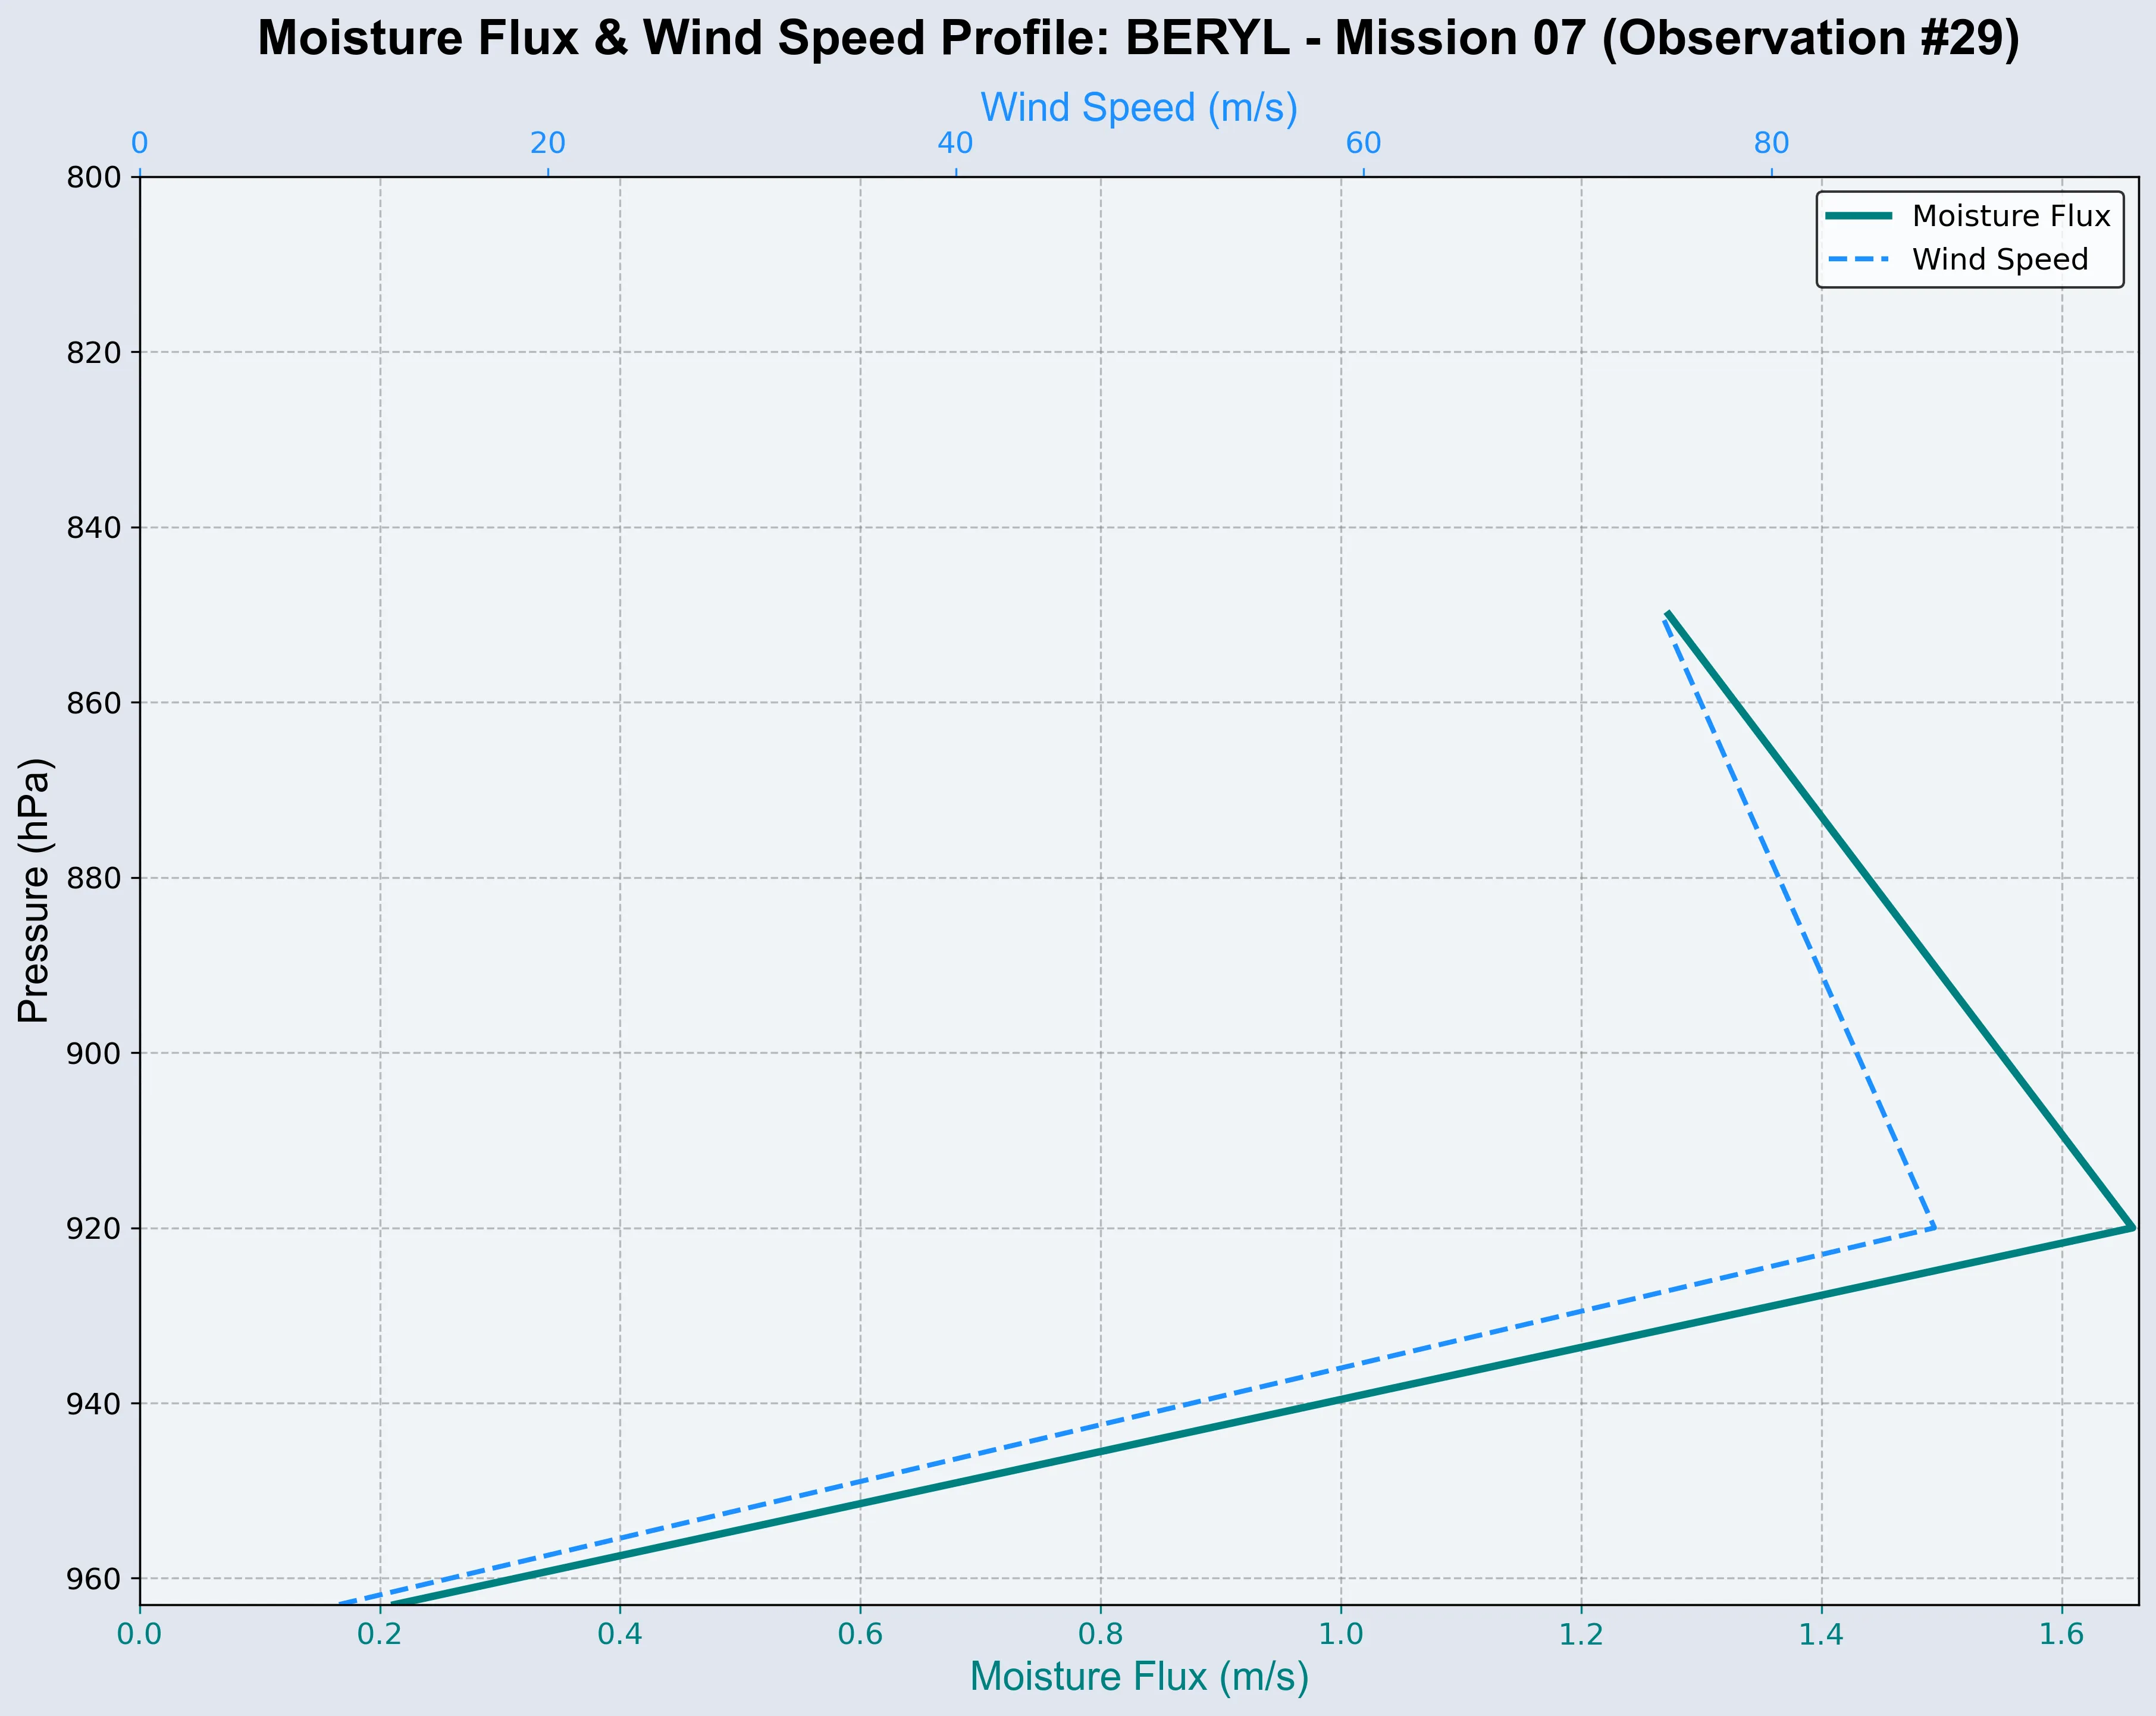 Moisture Flux & Wind Speed Profile: BERYL - Mission 07 (Observation #29)
Wind Speed (m/s)
0 20 40 60 80
Moisture Flux
Wind Speed
Pressure (hPa)
800
820
840
860
880
900
920
940
960
0.0 0.2 0.4 0.6 0.8 1.0 1.2 1.4 1.6
Moisture Flux (m/s)